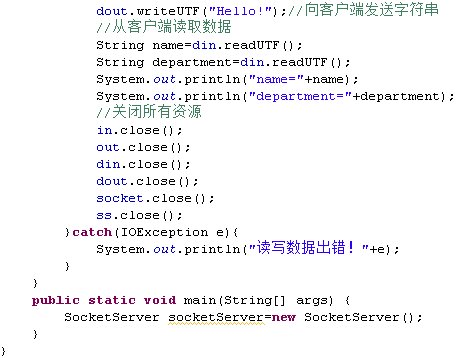 dout.writeUTF("Hello!");//向客户端发送字符串
//从客户端读取数据
String name=din.readUTF();
String department=din.readUTF();
System.out.println("name="+name);
System.out.println("department="+department);
//关闭所有资源
in.close();
out.close();
din.close();
dout.close();
socket.close();
ss.close();
}catch(IOException e){
System.out.println("读写数据出错！"+e);
}
}
public static void main(String[] args) {
SocketServer socketServer=new SocketServer();
}
}